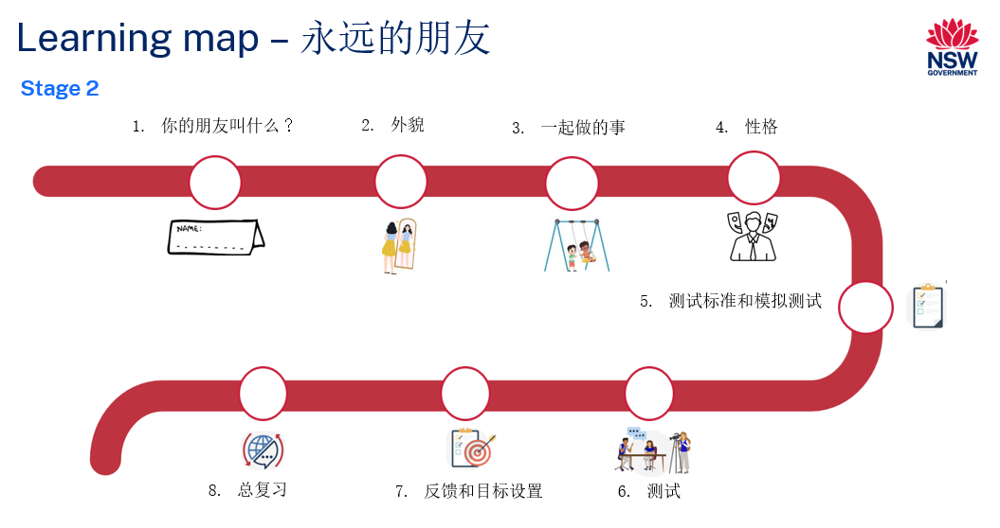 Learning map – 永远的朋友
NSW
GOVERNMENT
Stage 2
1. 你的朋友叫什么？
2. 外貌
3. 一起做的事
4. 性格
NAME:
5. 测试标准和模拟测试
8. 总复习
7. 反馈和目标设置
6. 测试